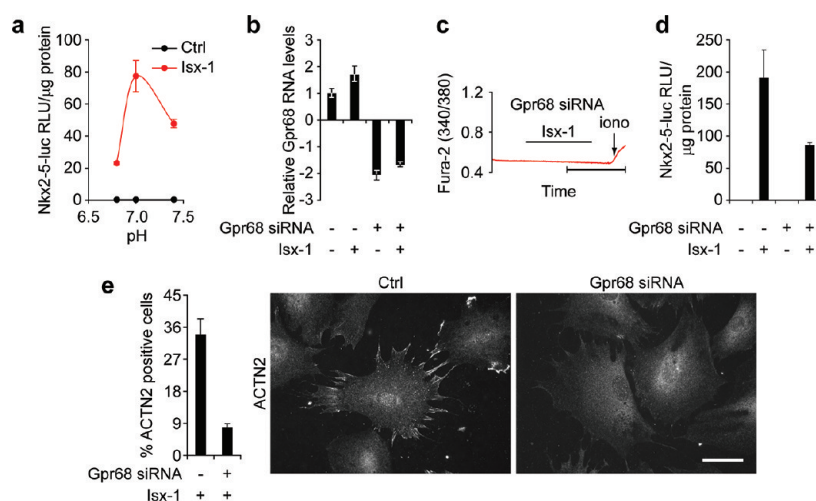 a
Nkx2-5-luc RLU/µg protein
100
80
60
40
20
0
6.5
7.0
7.5
pH
Ctrl
Isx-1
b
Relative Gpr68 RNA levels
3
2
1
0
-1
-2
-3
Gpr68 siRNA - - + +
Isx-1 - + - +
c
Fura-2 (340/380)
1.2
0.8
0.4
Gpr68 siRNA
Isx-1
iono
Time
d
Nkx2-5-luc RLU/
µg protein
250
200
150
100
50
0
Gpr68 siRNA - - + +
Isx-1 - + - +
e
% ACTN2 positive cells
45
36
27
18
9
0
Gpr68 siRNA - +
Isx-1 + +
Ctrl
Gpr68 siRNA
ACTN2